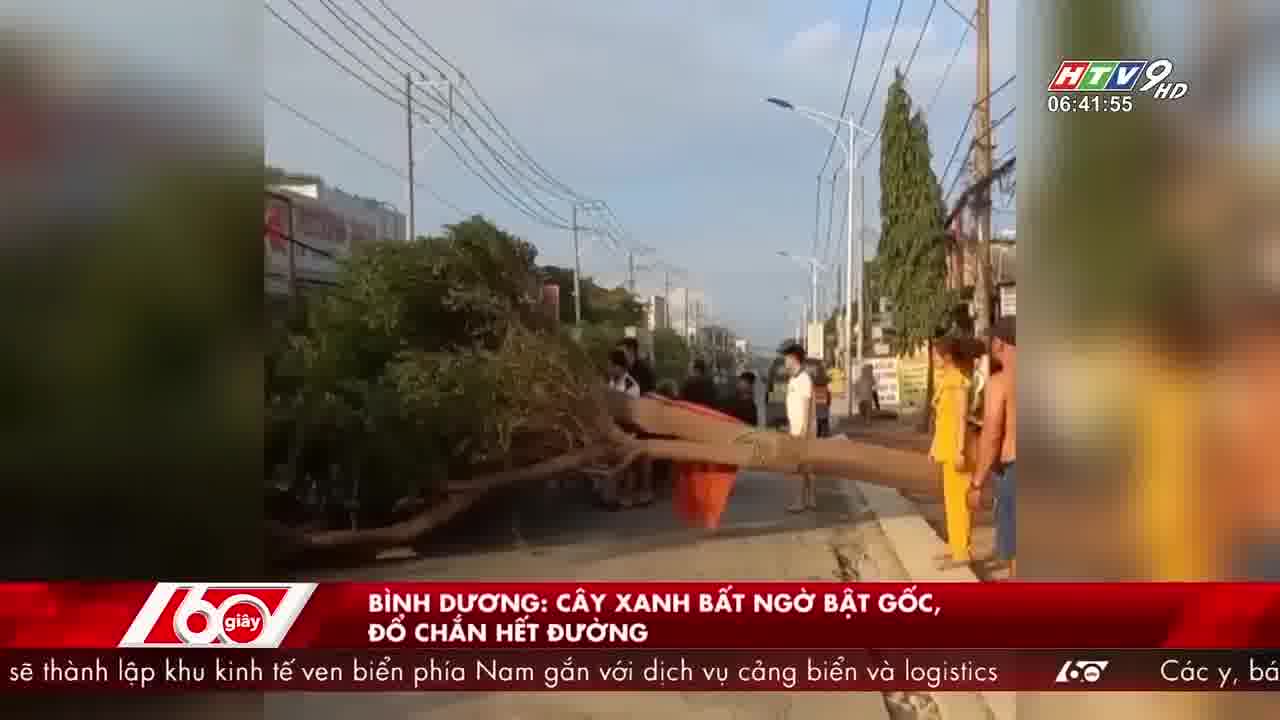 HTV9 HD
06:41:55
60 giây
BÌNH DƯƠNG: CÂY XANH BẤT NGỜ BẬT GỐC,
ĐỔ CHẮN HẾT ĐƯỜNG
sẽ thành lập khu kinh tế ven biển phía Nam gắn với dịch vụ cảng biển và logistics
60 giây
Các y, bá